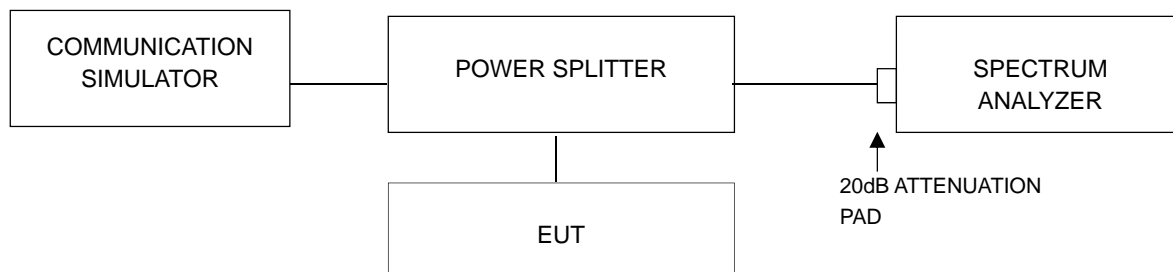 COMMUNICATION
SIMULATOR
POWER SPLITTER
SPECTRUM
ANALYZER
20dB ATTENUATION
PAD
EUT